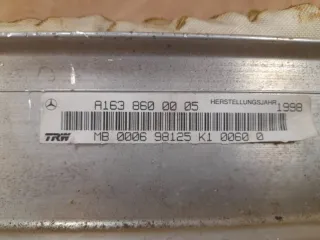 A163 860 00 05 HERSTELLUNGSJAHR 1998
TRW MB 0006 98125 K1 0060 0